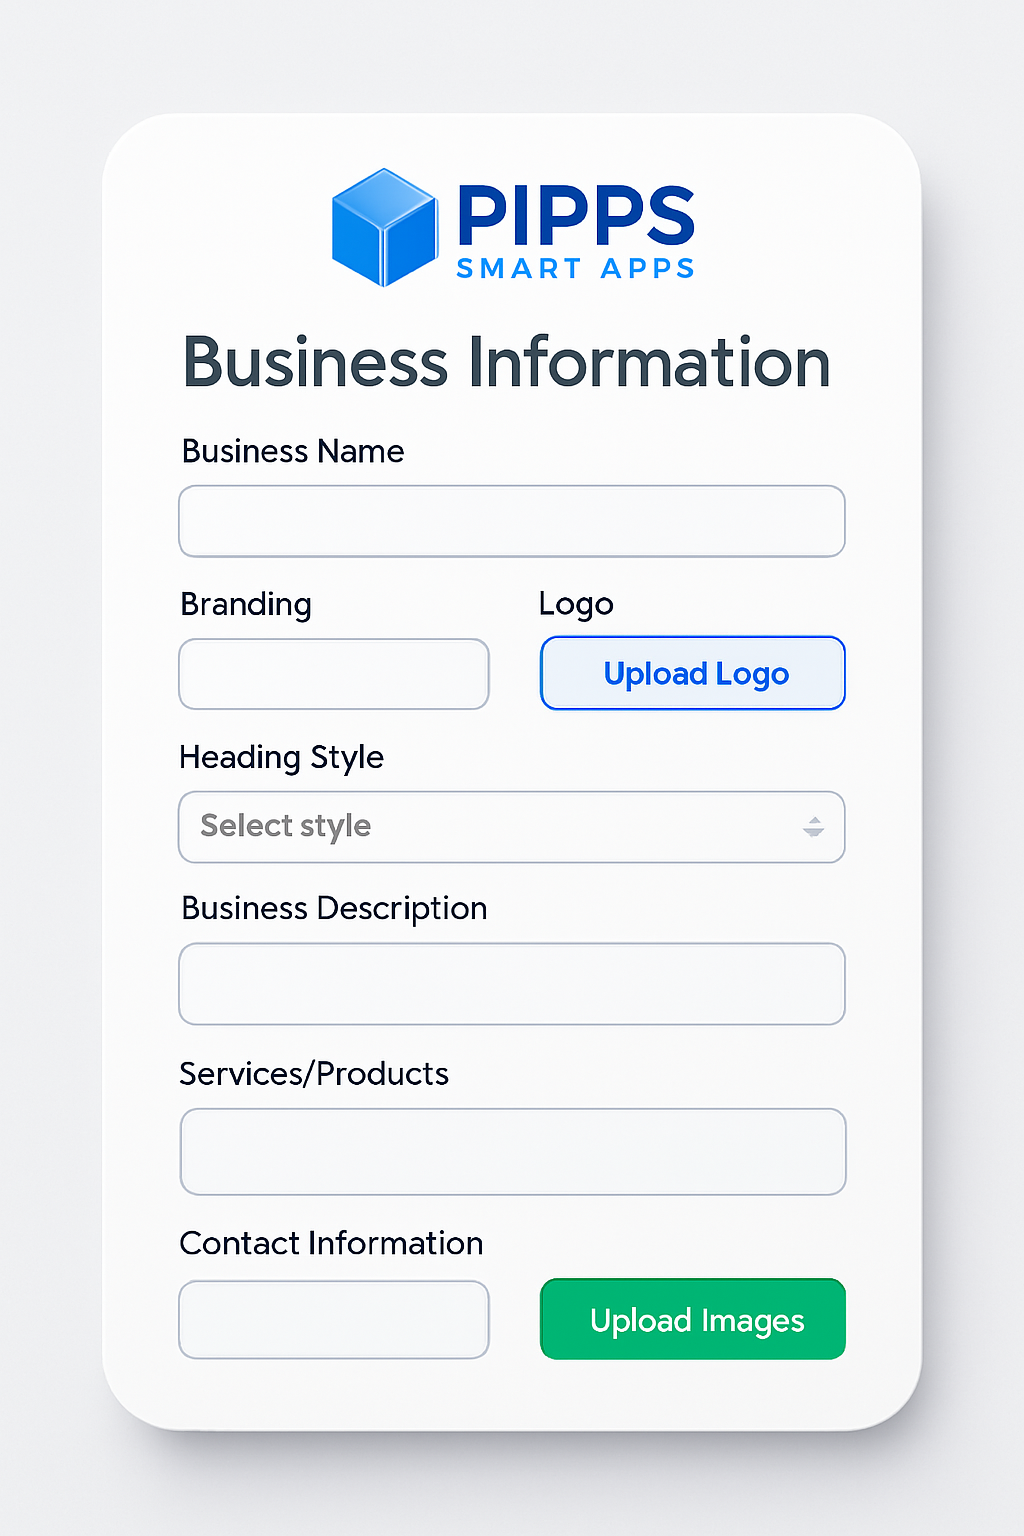 PIPPS
SMART APPS
Business Information
Business Name
Branding
Logo
Upload Logo
Heading Style
Select style
Business Description
Services/Products
Contact Information
Upload Images